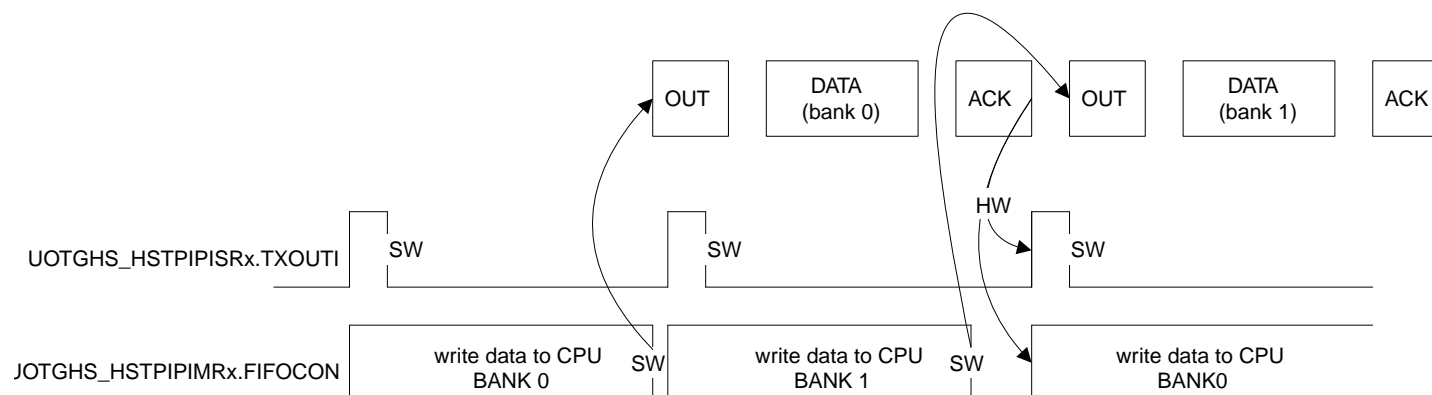 OUT
DATA
(bank 0)
ACK
OUT
DATA
(bank 1)
ACK
HW
UOTGHS_HSTPIPISRx.TXOUTI
SW
SW
SW
UOTGHS_HSTPIPIMRx.FIFOCON
write data to CPU
BANK 0
SW
write data to CPU
BANK 1
SW
write data to CPU
BANK0